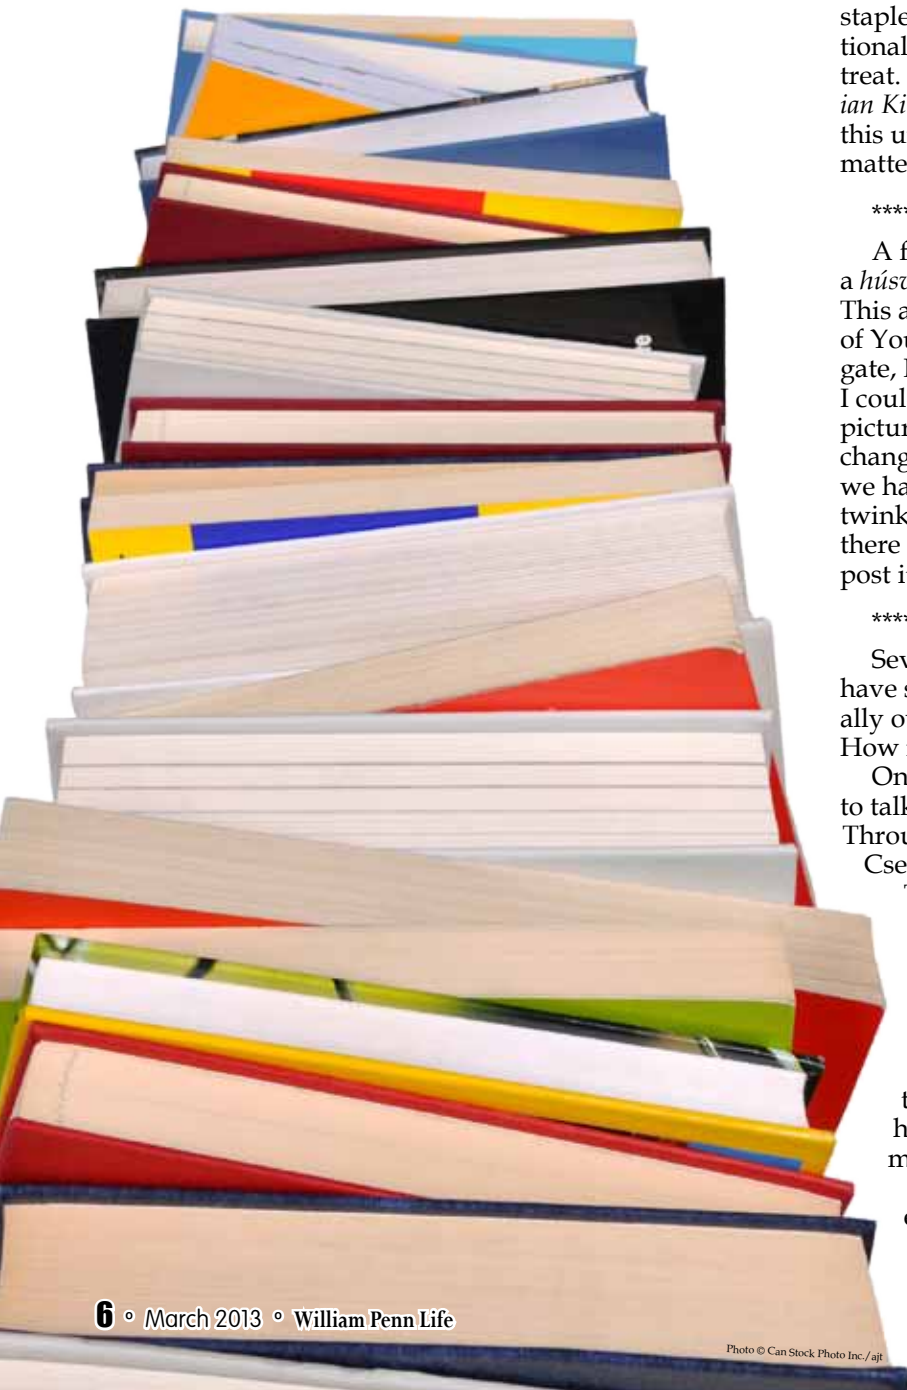 staple
tional
treat.
ian Ki
this u
matte
****
A f
a húsv
This a
of You
gate,
I coul
pictur
chang
we ha
twink
there
post i
****
Sev
have s
ally o
How
On
to talk
Throu
Cse
t
h
m
6 ° March 2013 ° William Penn Life
Photo © Can Stock Photo Inc./ajt